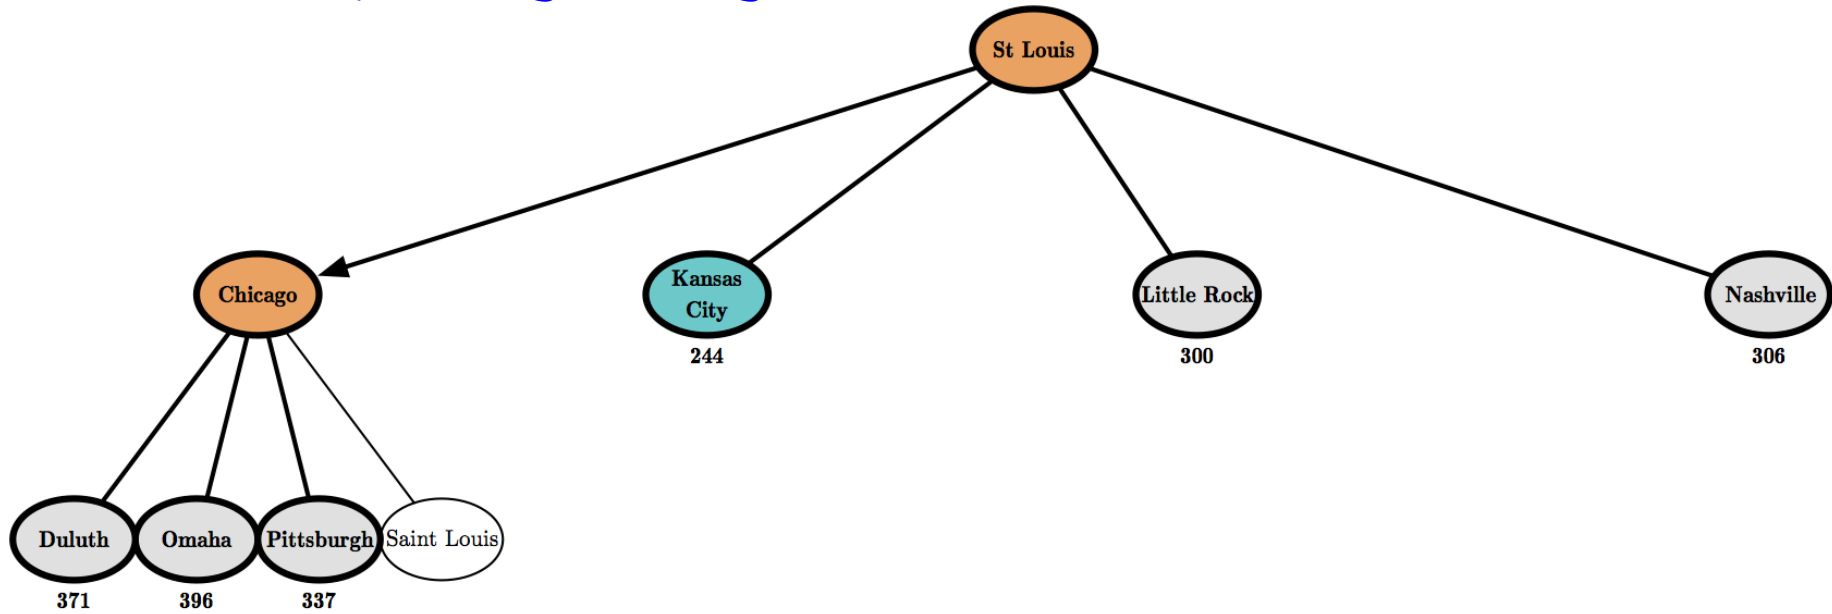 St Louis
Chicago
Kansas
City
Little Rock
Nashville
244
300
306
Duluth
Omaha
Pittsburgh
Saint Louis
371
396
337